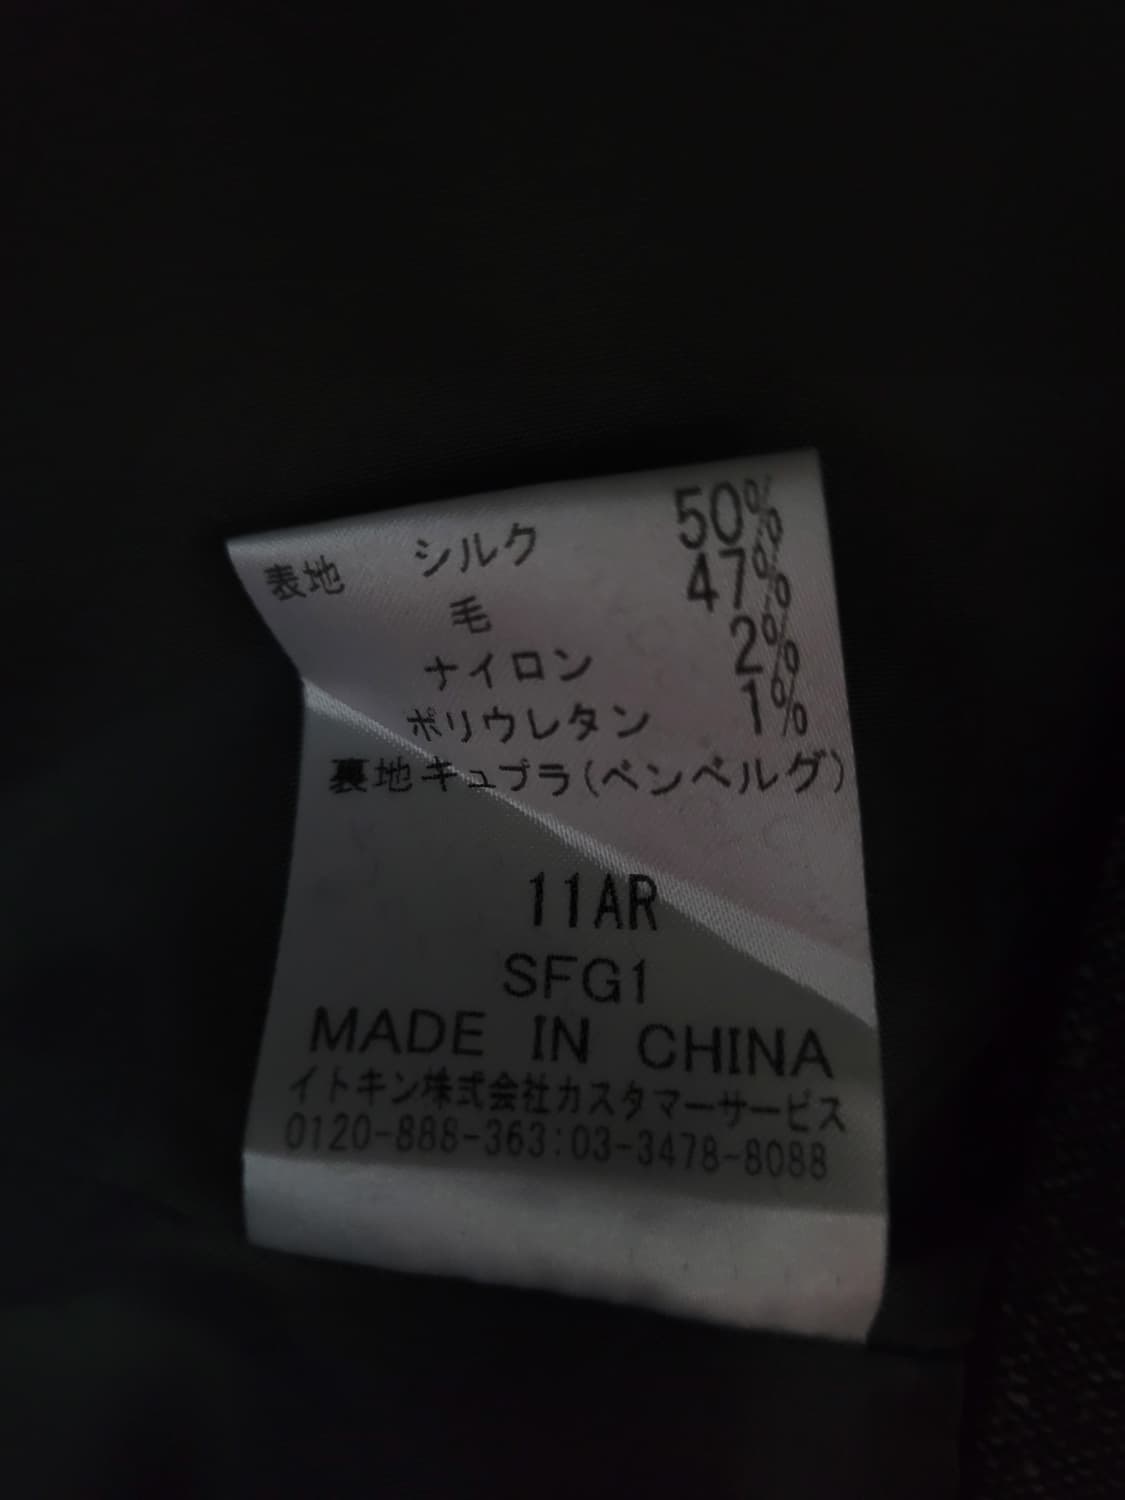 表地 シルク 50%
毛 47%
ナイロン 2%
ポリウレタン 1%
裏地キュプラ(ベンベルグ)
11AR
SFG1
MADE IN CHINA
イトキン株式会社カスタマーサービス
0120-888-363:03-3478-8088